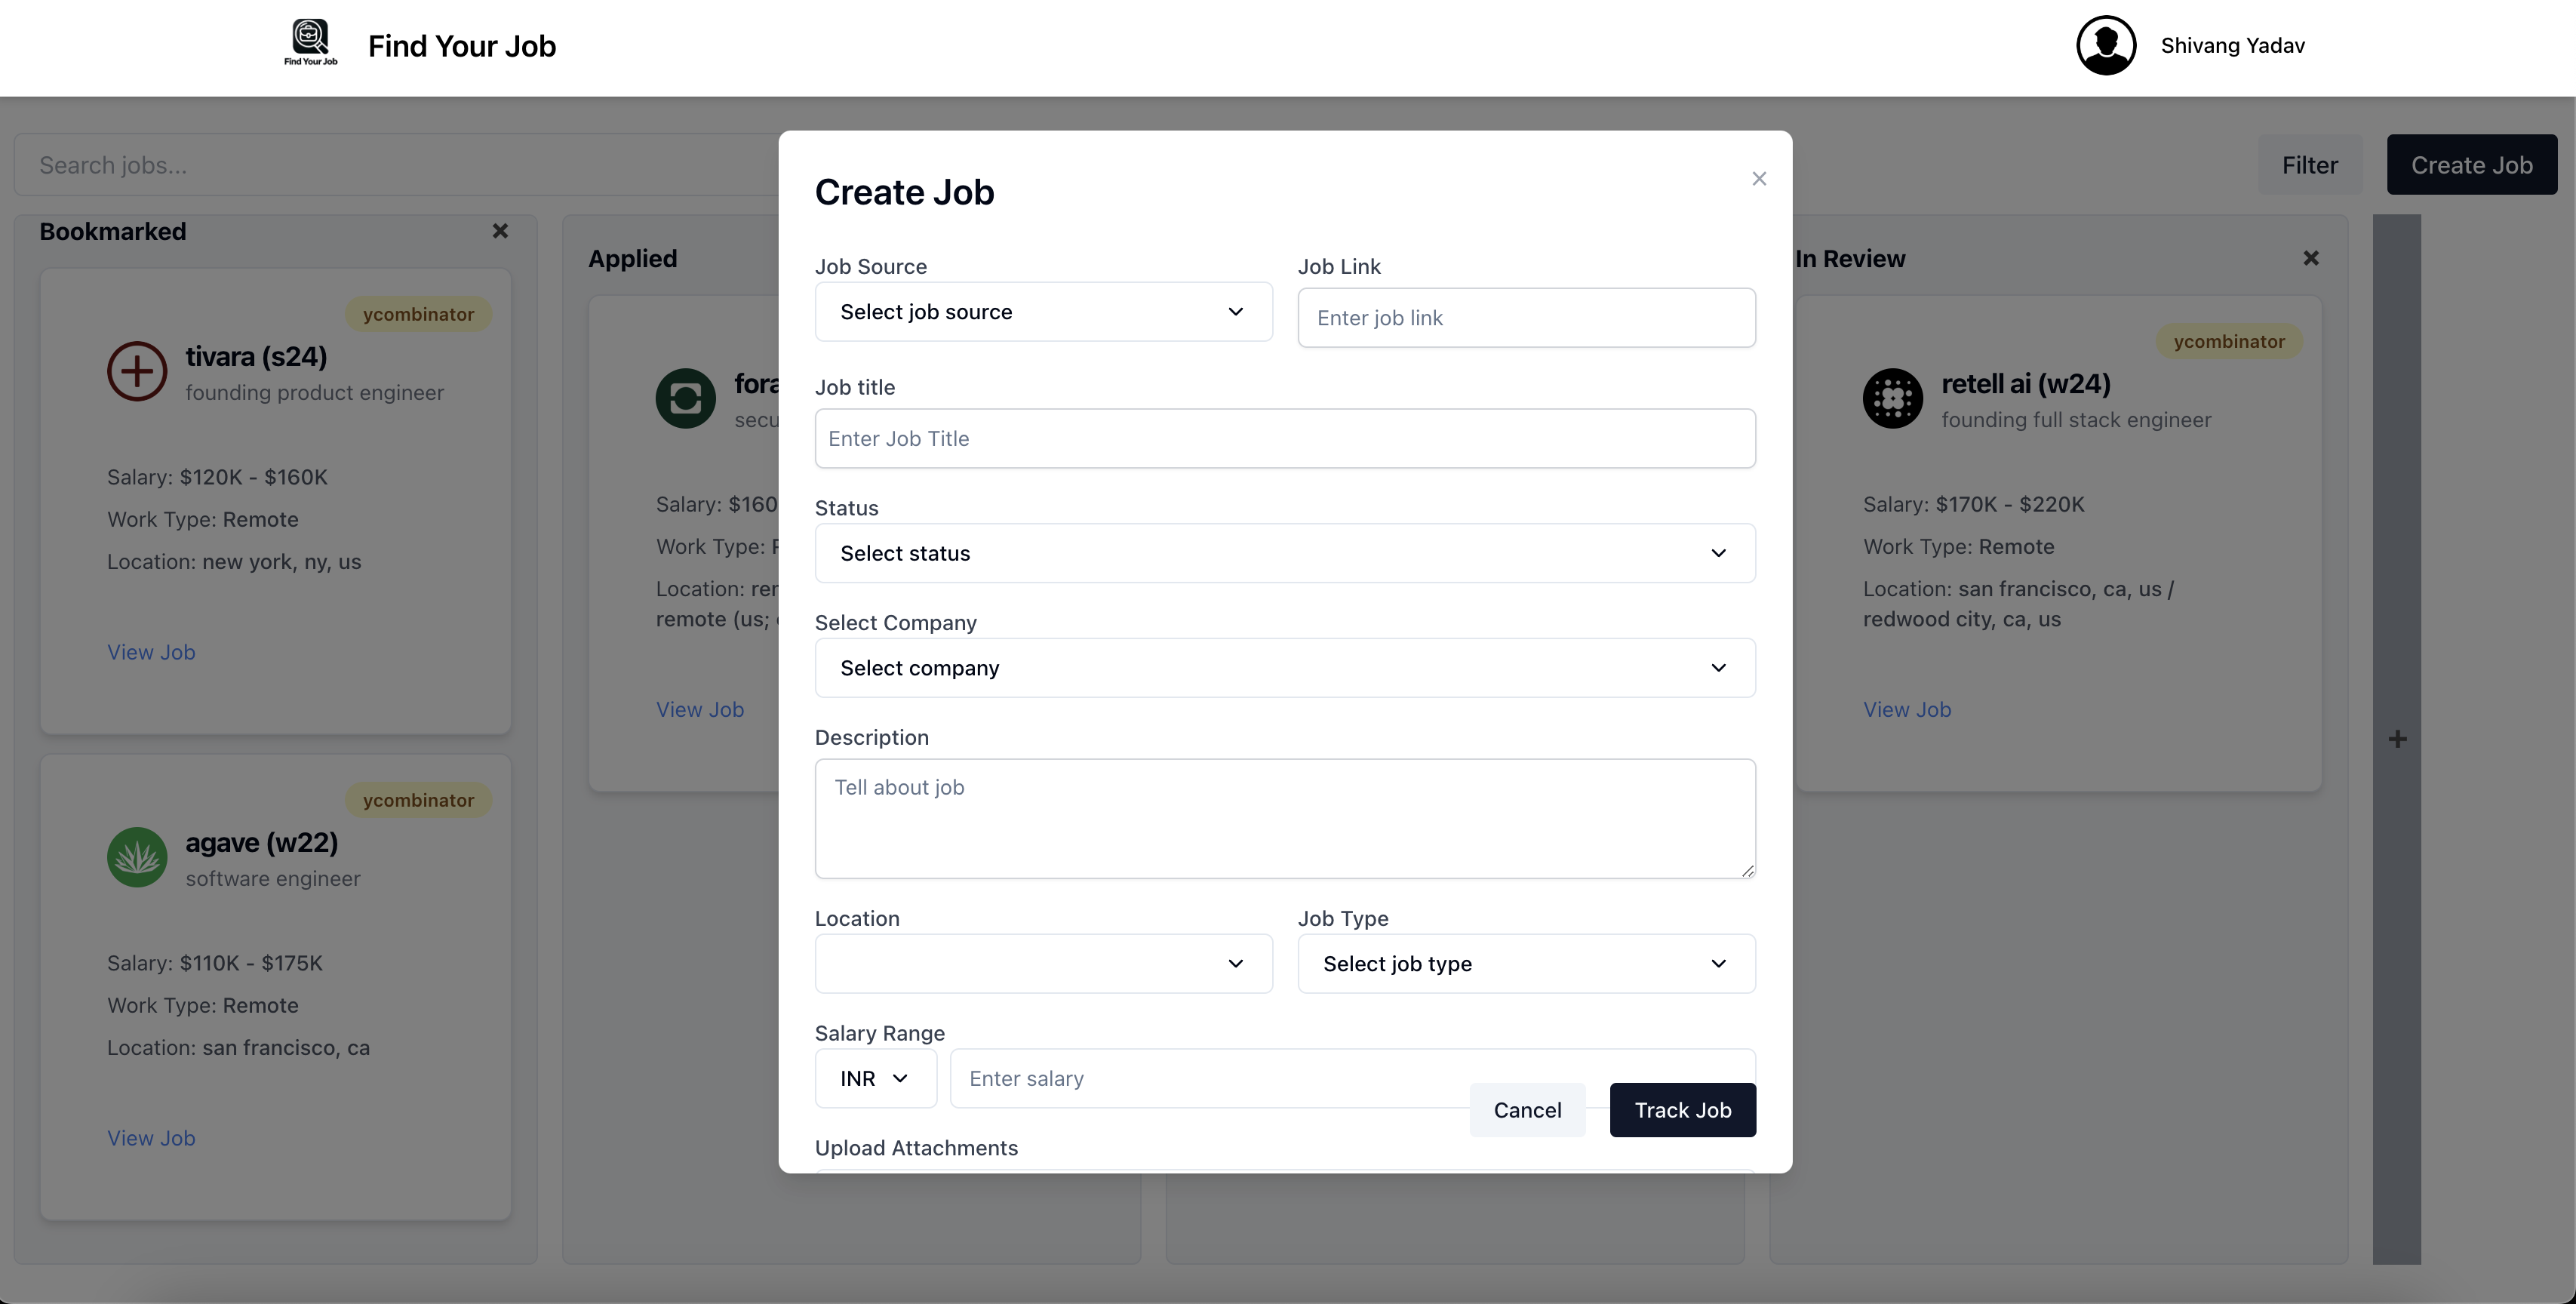 Find Your Job
Find Your Job
Shivang Yadav
Search jobs...
Filter
Create Job
Bookmarked
ycombinator
tivara (s24)
founding product engineer
Salary: $120K - $160K
Work Type: Remote
Location: new york, ny, us
View Job
ycombinator
agave (w22)
software engineer
Salary: $110K - $175K
Work Type: Remote
Location: san francisco, ca
View Job
Applied
Salary: $160
Work Type:
Location:
remote (us;
View Job
Create Job
Job Source
Select job source
Job Link
Enter job link
Job title
Enter Job Title
Status
Select status
Select Company
Select company
Description
Tell about job
Location
Job Type
Select job type
Salary Range
INR
Enter salary
Cancel
Track Job
Upload Attachments
In Review
ycombinator
retell ai (w24)
founding full stack engineer
Salary: $170K - $220K
Work Type: Remote
Location: san francisco, ca, us /
redwood city, ca, us
View Job